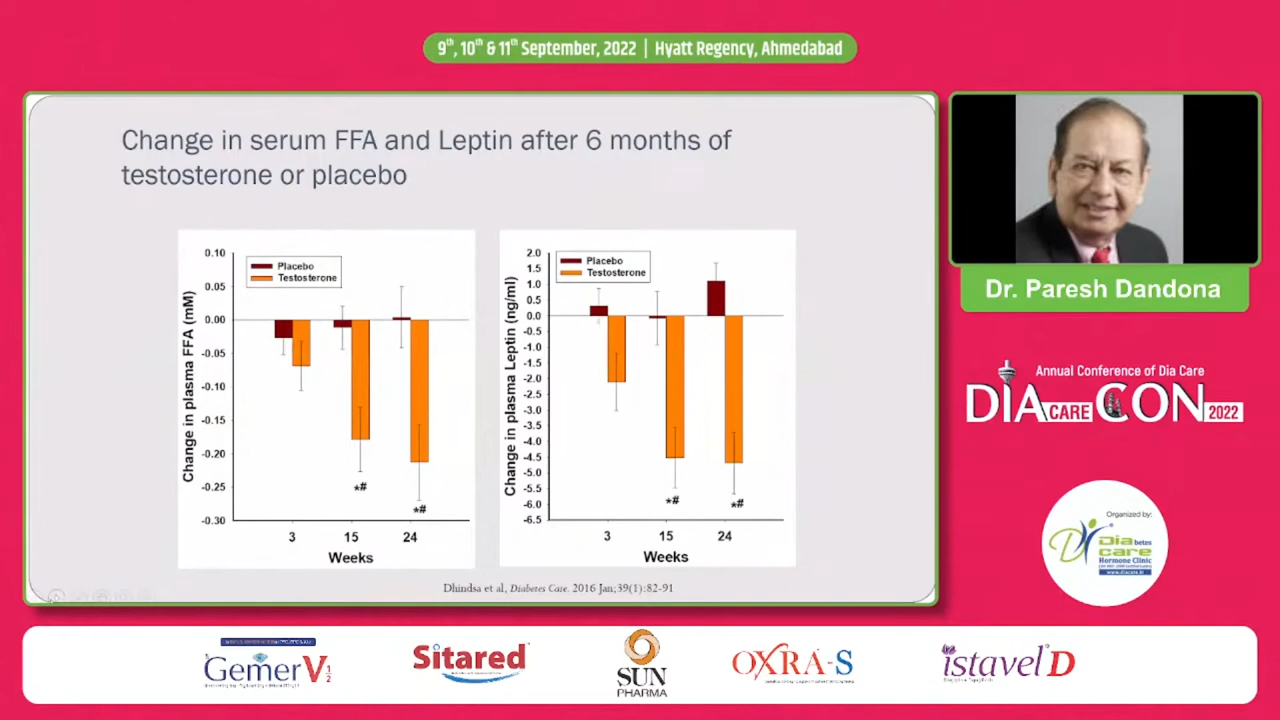 9th, 10th & 11th September, 2022 | Hyatt Regency, Ahmedabad
Change in serum FFA and Leptin after 6 months of
testosterone or placebo
Change in plasma FFA (mM)
0.10
0.05
0.00
-0.05
-0.10
-0.15
-0.20
-0.25
-0.30
Placebo
Testosterone
*#
*#
3 15 24
Weeks
Change in plasma Leptin (ng/ml)
2.0
1.5
1.0
0.5
0.0
-0.5
-1.0
-1.5
-2.0
-2.5
-3.0
-3.5
-4.0
-4.5
-5.0
-5.5
-6.0
-6.5
Placebo
Testosterone
*#
*#
3 15 24
Weeks
Dhindsa et al, Diabetes Care. 2016 Jan;39(1):82-91
Dr. Paresh Dandona
Annual Conference of Dia Care
DIA CARE CON 2022
Organized by:
Diabetes
care
Hormone Clinic
www.diacare.in
Gemer V 1/2
Sitared
SUN
PHARMA
OXRA-S
istavel D